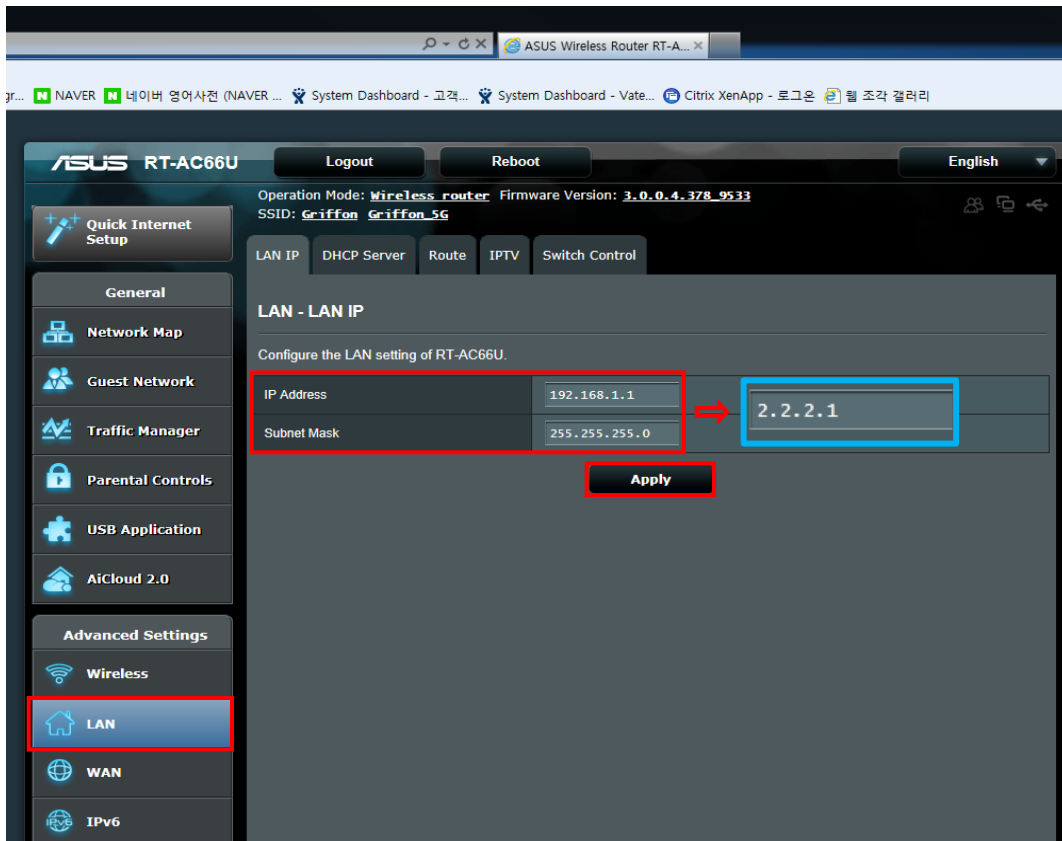 ASUS Wireless Router RT-A...
gr... NAVER 네이버 영어사전 (NAVER ... System Dashboard - 고객... System Dashboard - Vate... Citrix XenApp - 로그온 웹 조각 갤러리
ASUS RT-AC66U Logout Reboot English
Operation Mode: Wireless router Firmware Version: 3.0.0.4.378_9533
SSID: Griffon Griffon_5G
Quick Internet
Setup
LAN IP DHCP Server Route IPTV Switch Control
General
LAN - LAN IP
Network Map
Configure the LAN setting of RT-AC66U.
Guest Network
IP Address 192.168.1.1
2.2.2.1
Traffic Manager
Subnet Mask 255.255.255.0
Parental Controls
Apply
USB Application
AiCloud 2.0
Advanced Settings
Wireless
LAN
WAN
IPv6
IPv6